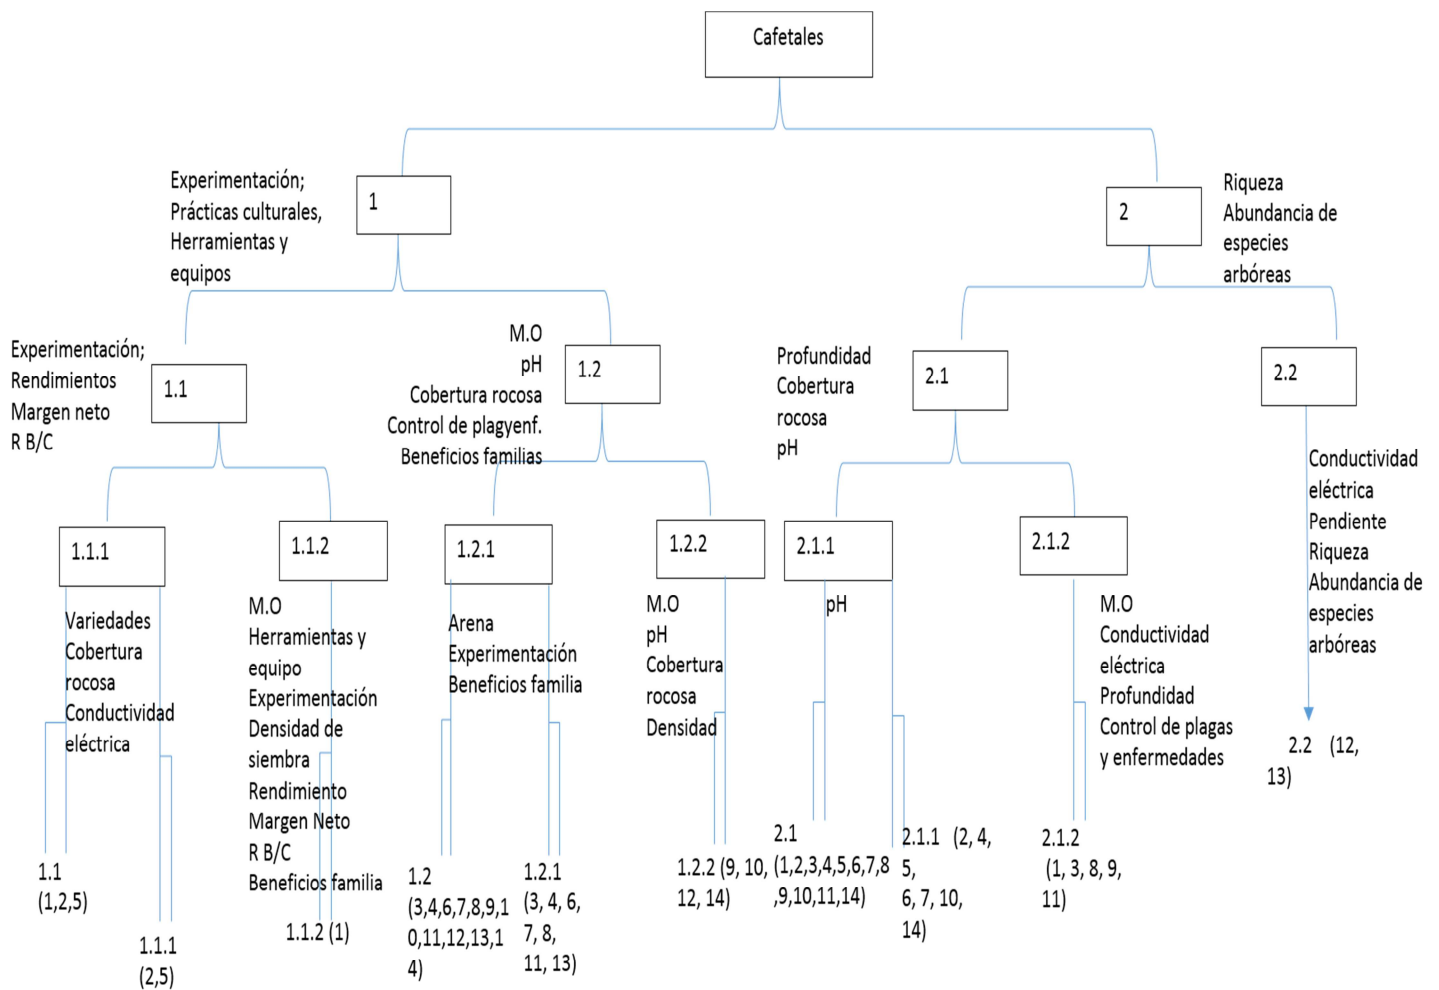 Cafetales
Experimentación;
Prácticas culturales,
Herramientas y
equipos
1
2
Riqueza
Abundancia de
especies
arbóreas
Experimentación;
Rendimientos
Margen neto
R B/C
1.1
M.O
pH
Cobertura rocosa
Control de plagyenf.
Beneficios familias
1.2
Profundidad
Cobertura
rocosa
pH
2.1
2.2
Conductividad
eléctrica
Pendiente
Riqueza
Abundancia de
especies
arbóreas
1.1.1
1.1.2
1.2.1
1.2.2
2.1.1
2.1.2
Variedades
Cobertura
rocosa
Conductividad
eléctrica
M.O
Herramientas y
equipo
Experimentación
Densidad de
siembra
Rendimiento
Margen Neto
R B/C
Beneficios familia
Arena
Experimentación
Beneficios familia
M.O
pH
Cobertura
rocosa
Densidad
pH
M.O
Conductividad
eléctrica
Profundidad
Control de plagas
y enfermedades
1.1
(1,2,5)
1.1.1
(2,5)
1.1.2 (1)
1.2
(3,4,6,7,8,9,1
0,11,12,13,1
4)
1.2.1
(3, 4, 6,
7, 8,
11, 13)
1.2.2 (9, 10,
12, 14)
2.1
(1,2,3,4,5,6,7,8
,9,10,11,14)
2.1.1 (2, 4,
5,
6, 7, 10,
14)
2.1.2
(1, 3, 8, 9,
11)
2.2 (12,
13)